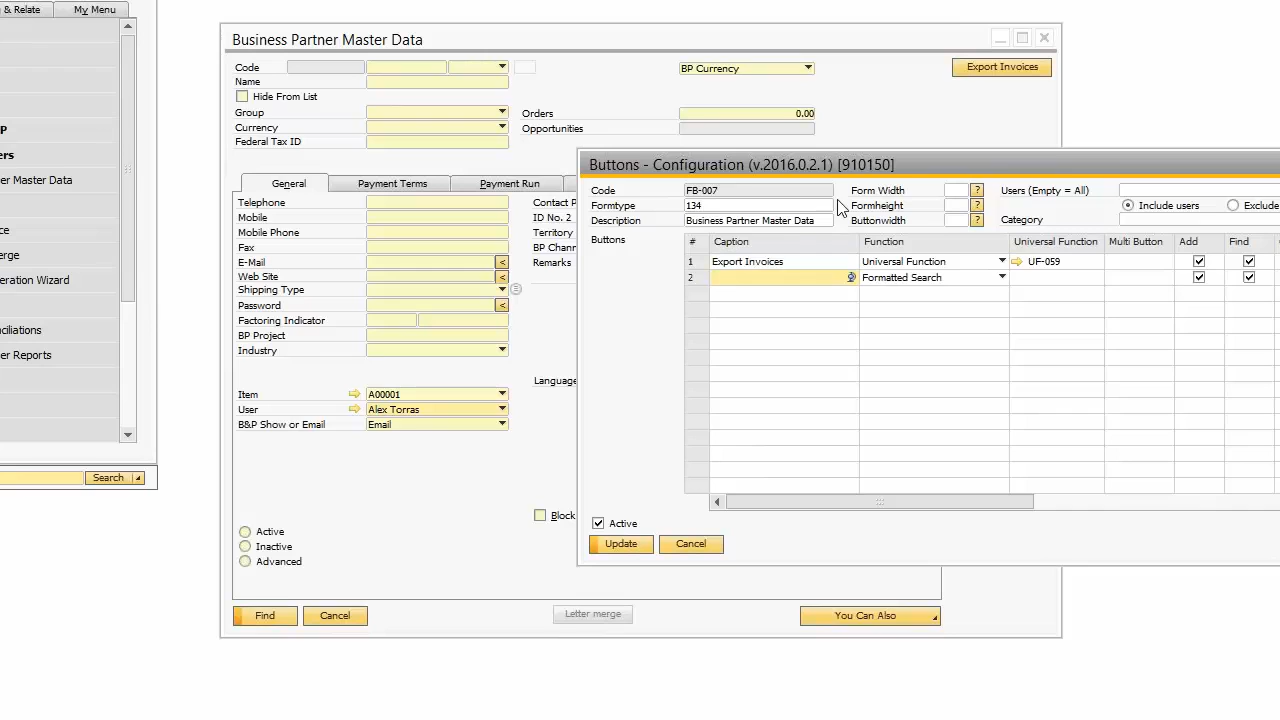 & Relate
My Menu
P
ers
er Master Data
ce
erge
eration Wizard
ciliations
er Reports
Search
Business Partner Master Data
Code
BP Currency
Export Invoices
Name
Hide From List
Group
Orders
0.00
Currency
Opportunities
Federal Tax ID
General
Payment Terms
Payment Run
Telephone
Contact P
Mobile
ID No. 2
Mobile Phone
Territory
Fax
BP Chann
E-Mail
<
Remarks
Web Site
<
Shipping Type
Password
<
Factoring Indicator
BP Project
Industry
Language
Item
A00001
User
Alex Torras
B&P Show or Email
Email
Block
Active
Inactive
Advanced
Find
Cancel
Letter merge
You Can Also
Buttons - Configuration (v.2016.0.2.1) [910150]
Code
FB-007
Form Width
?
Users (Empty = All)
Formtype
134
Formheight
?
Include users
Exclude
Description
Business Partner Master Data
Buttonwidth
?
Category
Buttons
# Caption Function Universal Function Multi Button Add Find
1 Export Invoices Universal Function UF-059
2 Formatted Search
Active
Update
Cancel